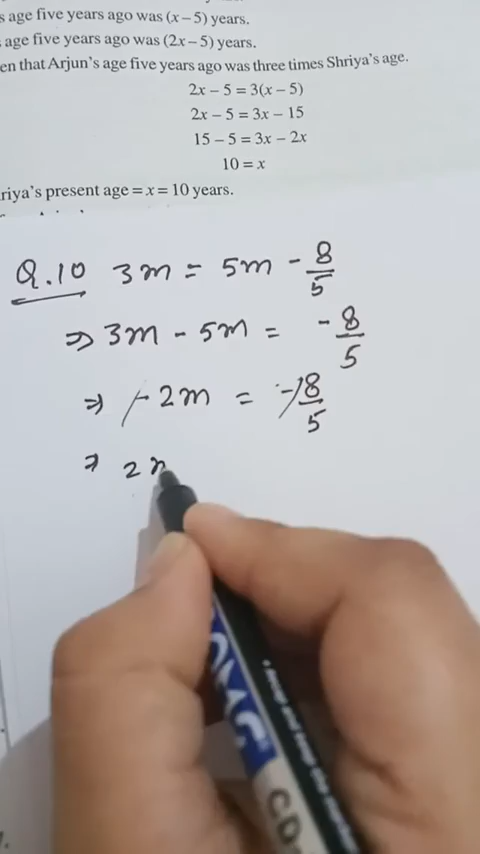 s age five years ago was (x – 5) years.
age five years ago was (2x – 5) years.
en that Arjun's age five years ago was three times Shriya's age.
2x – 5 = 3(x – 5)
2x – 5 = 3x – 15
15 – 5 = 3x – 2x
10 = x
riya's present age = x = 10 years.
Q.10 3m = 5m - 8/5
⇒ 3m - 5m = - 8/5
⇒ - 2m = - 8/5
⇒ 2m